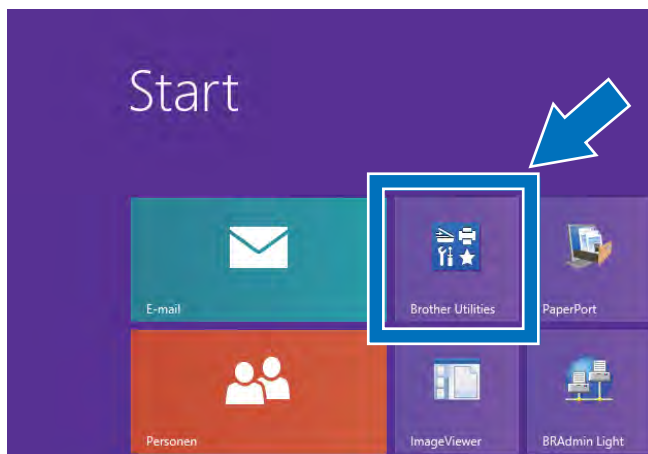 Start
E-mail
Brother Utilities
PaperPort
Personen
ImageViewer
BRAdmin Light